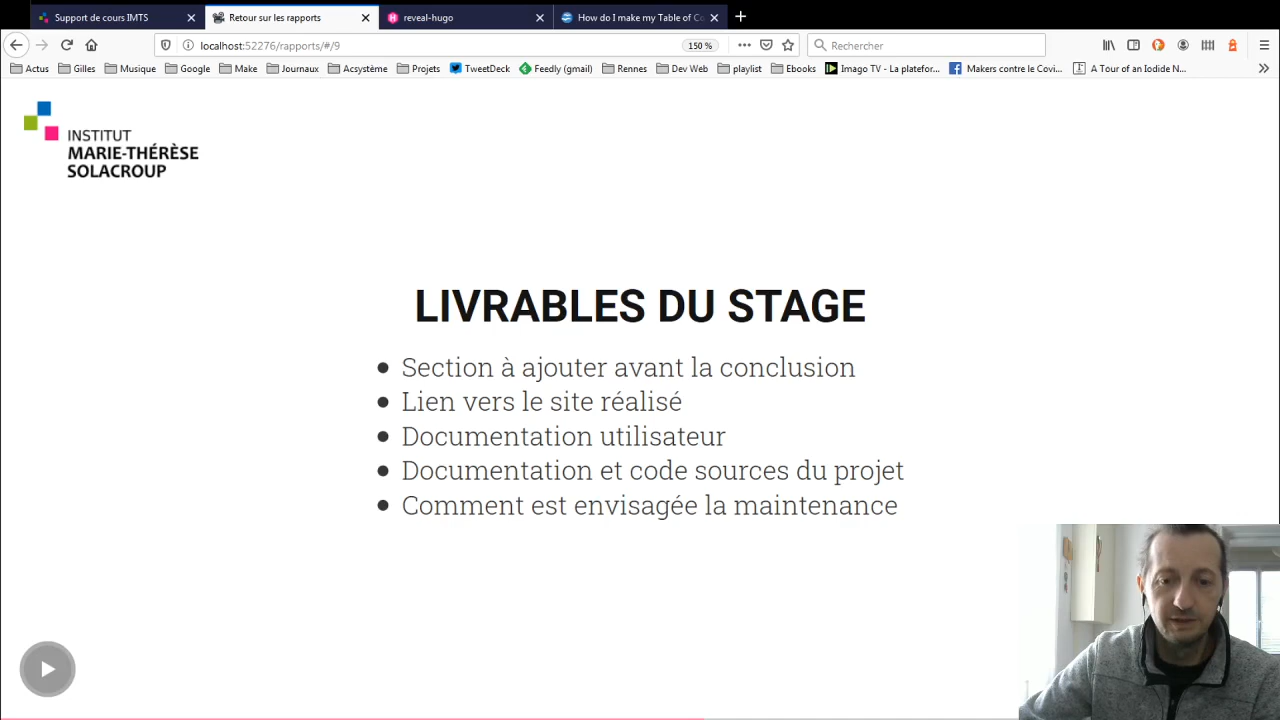 Support de cours IMTS
Retour sur les rapports
reveal-hugo
How do I make my Table of Co
localhost:52276/rapports/#/9
150 %
Rechercher
Actus
Gilles
Musique
Google
Make
Journaux
Acsystème
Projets
TweetDeck
Feedly (gmail)
Rennes
Dev Web
playlist
Ebooks
Imago TV - La platefor...
Makers contre le Covi...
A Tour of an Iodide N...
INSTITUT
MARIE-THÉRÈSE
SOLACROUP
LIVRABLES DU STAGE
Section à ajouter avant la conclusion
Lien vers le site réalisé
Documentation utilisateur
Documentation et code sources du projet
Comment est envisagée la maintenance